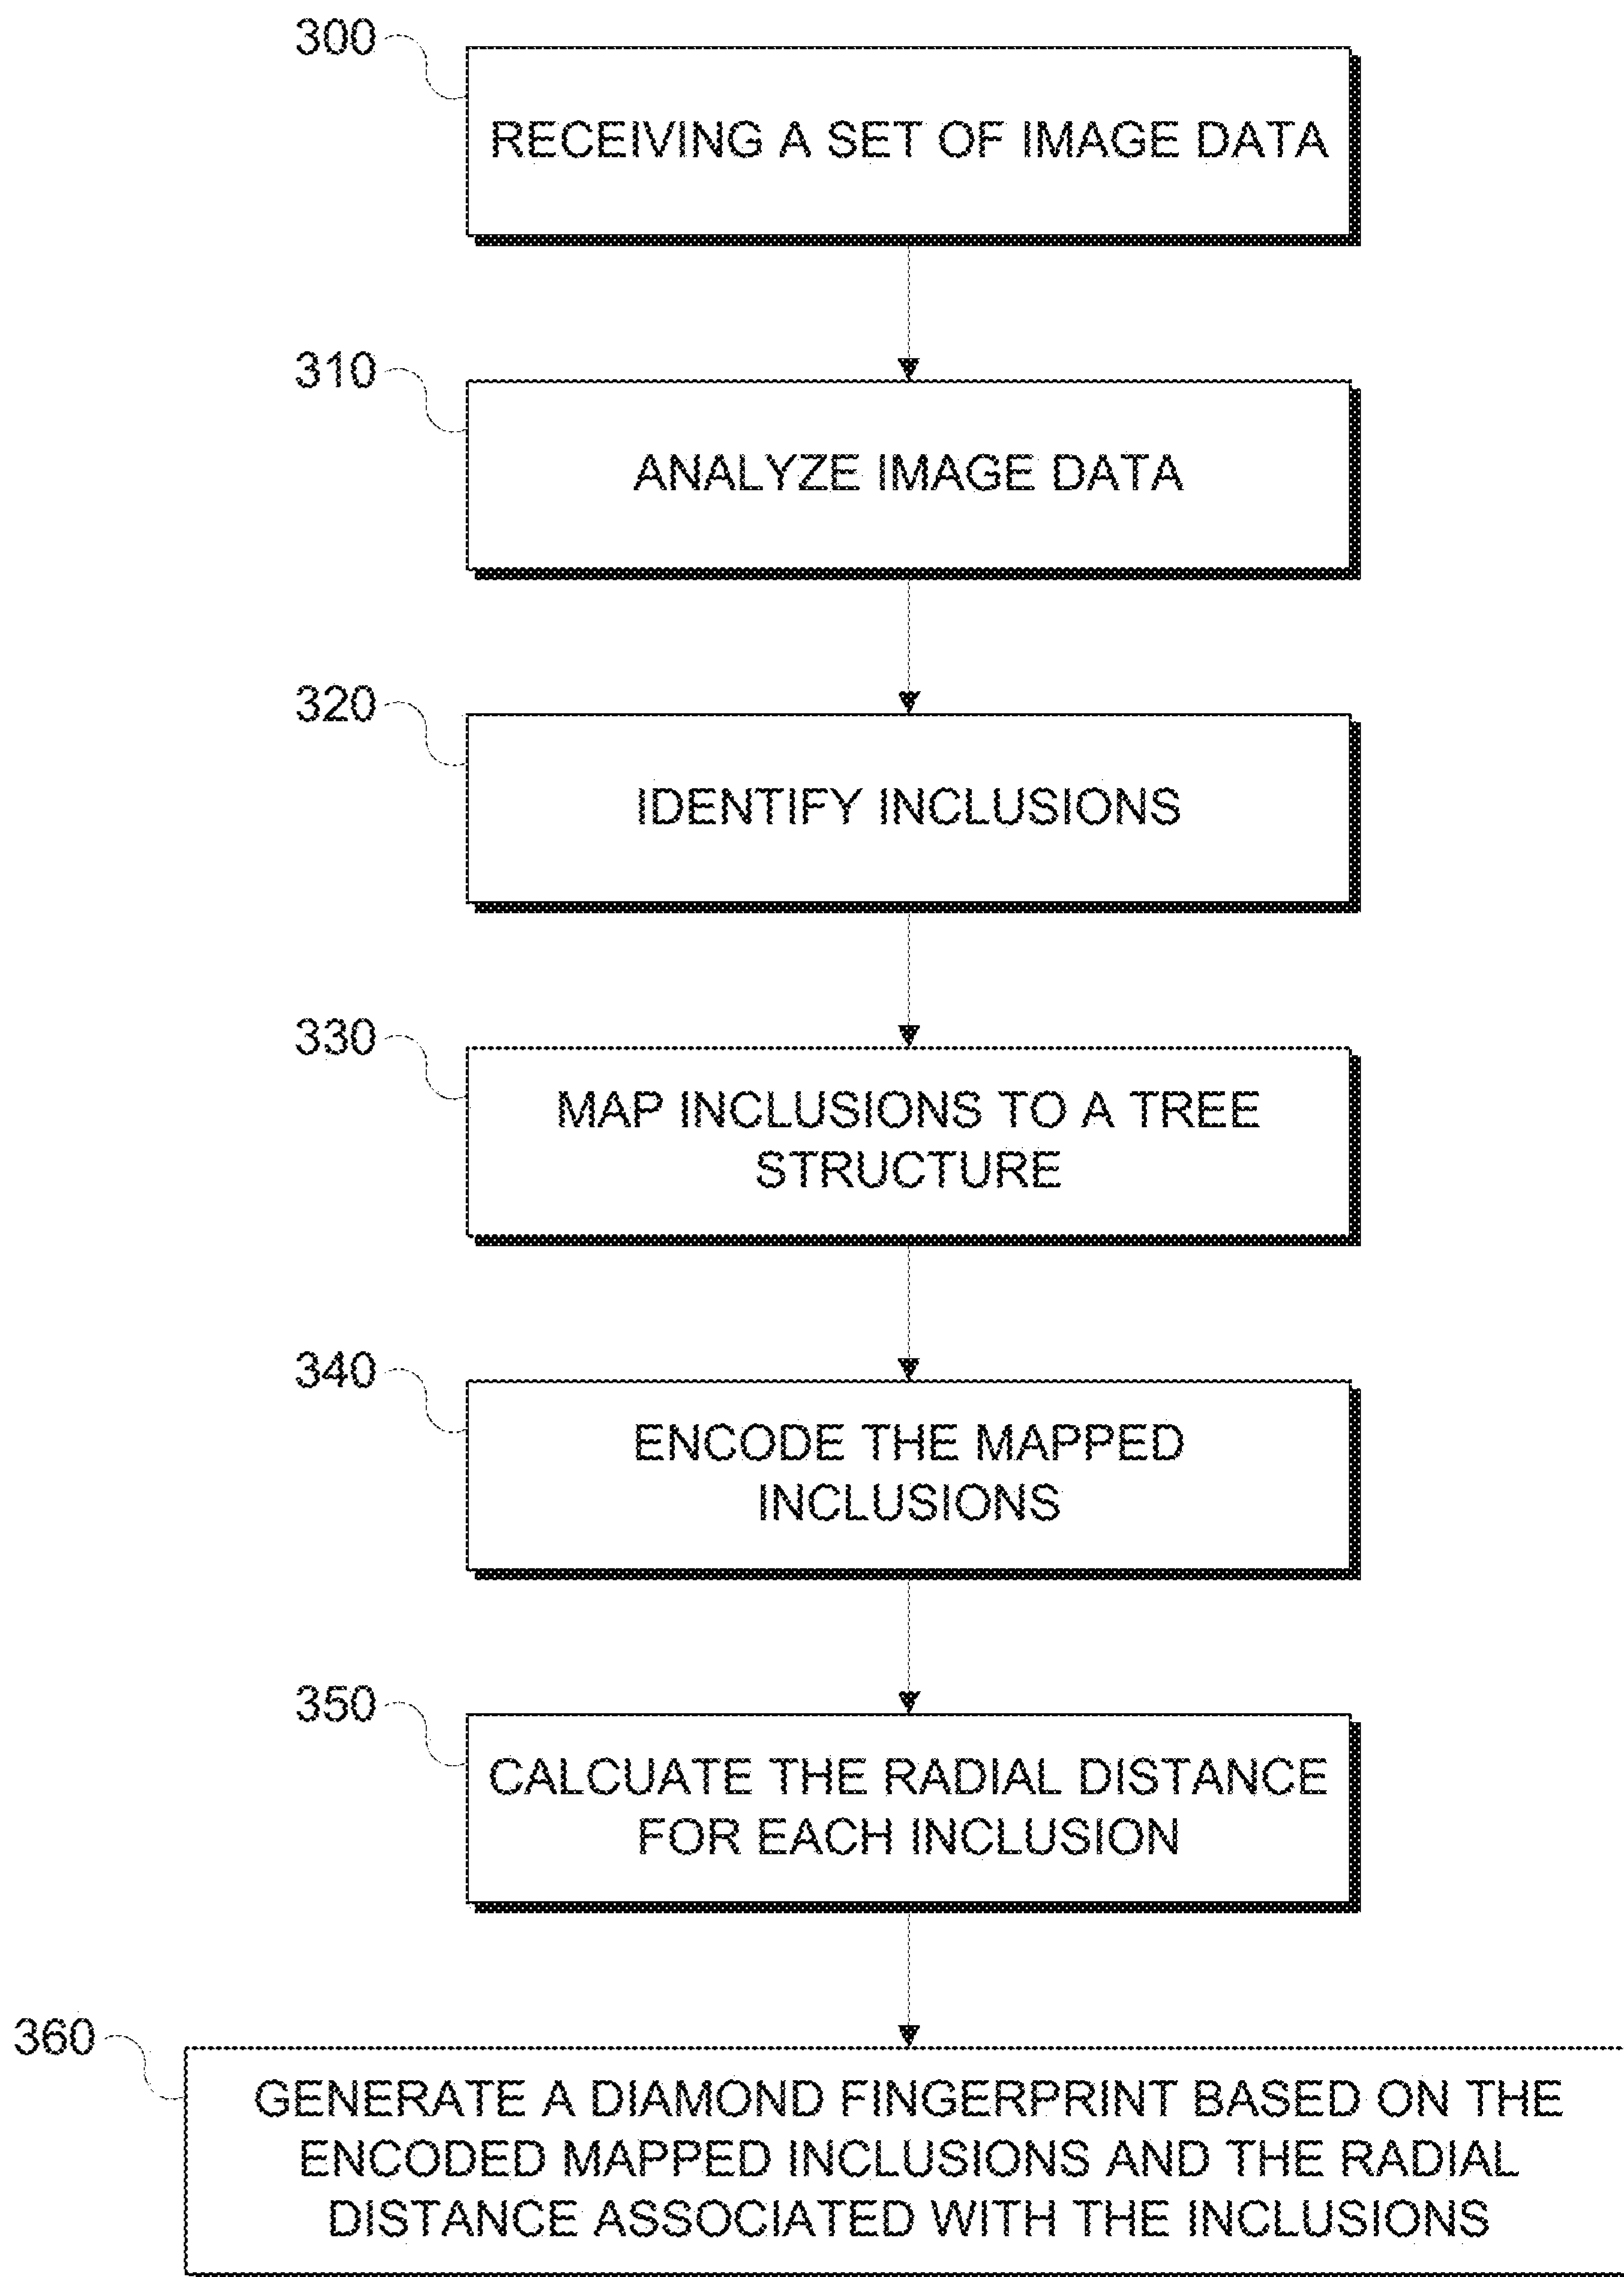 300
RECEIVING A SET OF IMAGE DATA
310
ANALYZE IMAGE DATA
320
IDENTIFY INCLUSIONS
330
MAP INCLUSIONS TO A TREE
STRUCTURE
340
ENCODE THE MAPPED
INCLUSIONS
350
CALCUATE THE RADIAL DISTANCE
FOR EACH INCLUSION
360
GENERATE A DIAMOND FINGERPRINT BASED ON THE
ENCODED MAPPED INCLUSIONS AND THE RADIAL
DISTANCE ASSOCIATED WITH THE INCLUSIONS